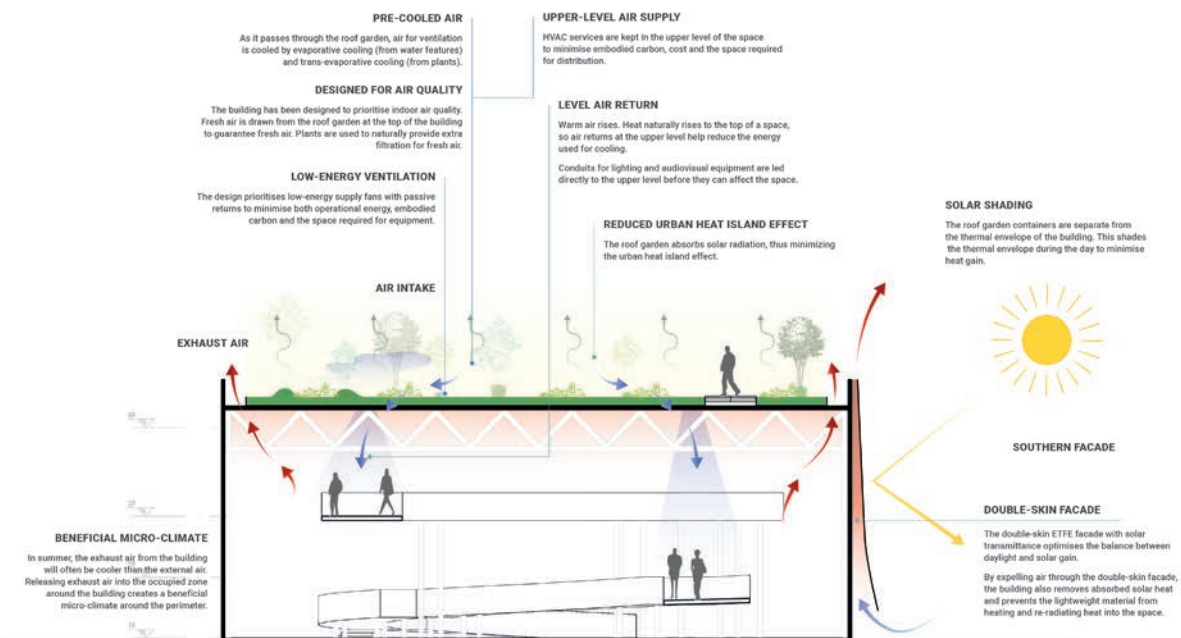 PRE-COOLED AIR
As it passes through the roof garden, air for ventilation
is cooled by evaporative cooling (from water features)
and trans-evaporative cooling (from plants).
DESIGNED FOR AIR QUALITY
The building has been designed to prioritise indoor air quality.
Fresh air is drawn from the roof garden at the top of the building
to guarantee fresh air. Plants are used to naturally provide extra
filtration for fresh air.
LOW-ENERGY VENTILATION
The design prioritises low-energy supply fans with passive
returns to minimise both operational energy, embodied
carbon and the space required for equipment.
AIR INTAKE
EXHAUST AIR
UPPER-LEVEL AIR SUPPLY
HVAC services are kept in the upper level of the space
to minimise embodied carbon, cost and the space required
for distribution.
LEVEL AIR RETURN
Warm air rises. Heat naturally rises to the top of a space,
so air returns at the upper level help reduce the energy
used for cooling.
Conduits for lighting and audiovisual equipment are led
directly to the upper level before they can affect the space.
REDUCED URBAN HEAT ISLAND EFFECT
The roof garden absorbs solar radiation, thus minimizing
the urban heat island effect.
SOLAR SHADING
The roof garden containers are separate from
the thermal envelope of the building. This shades
the thermal envelope during the day to minimise
heat gain.
SOUTHERN FACADE
DOUBLE-SKIN FACADE
The double-skin ETFE facade with solar
transmittance optimises the balance between
daylight and solar gain.
By expelling air through the double-skin facade,
the building also removes absorbed solar heat
and prevents the lightweight material from
heating and re-radiating heat into the space.
BENEFICIAL MICRO-CLIMATE
In summer, the exhaust air from the building
will often be cooler than the external air.
Releasing exhaust air into the occupied zone
around the building creates a beneficial
micro-climate around the perimeter.